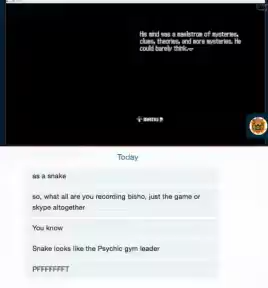 His mind was a maelstrom of mysteries,
clues, theories, and more mysteries. He
could barely think.
Today
as a snake
so, what all are you recording bisho, just the game or
skype altogether
You know
Snake looks like the Psychic gym leader
PFFFFFFFT